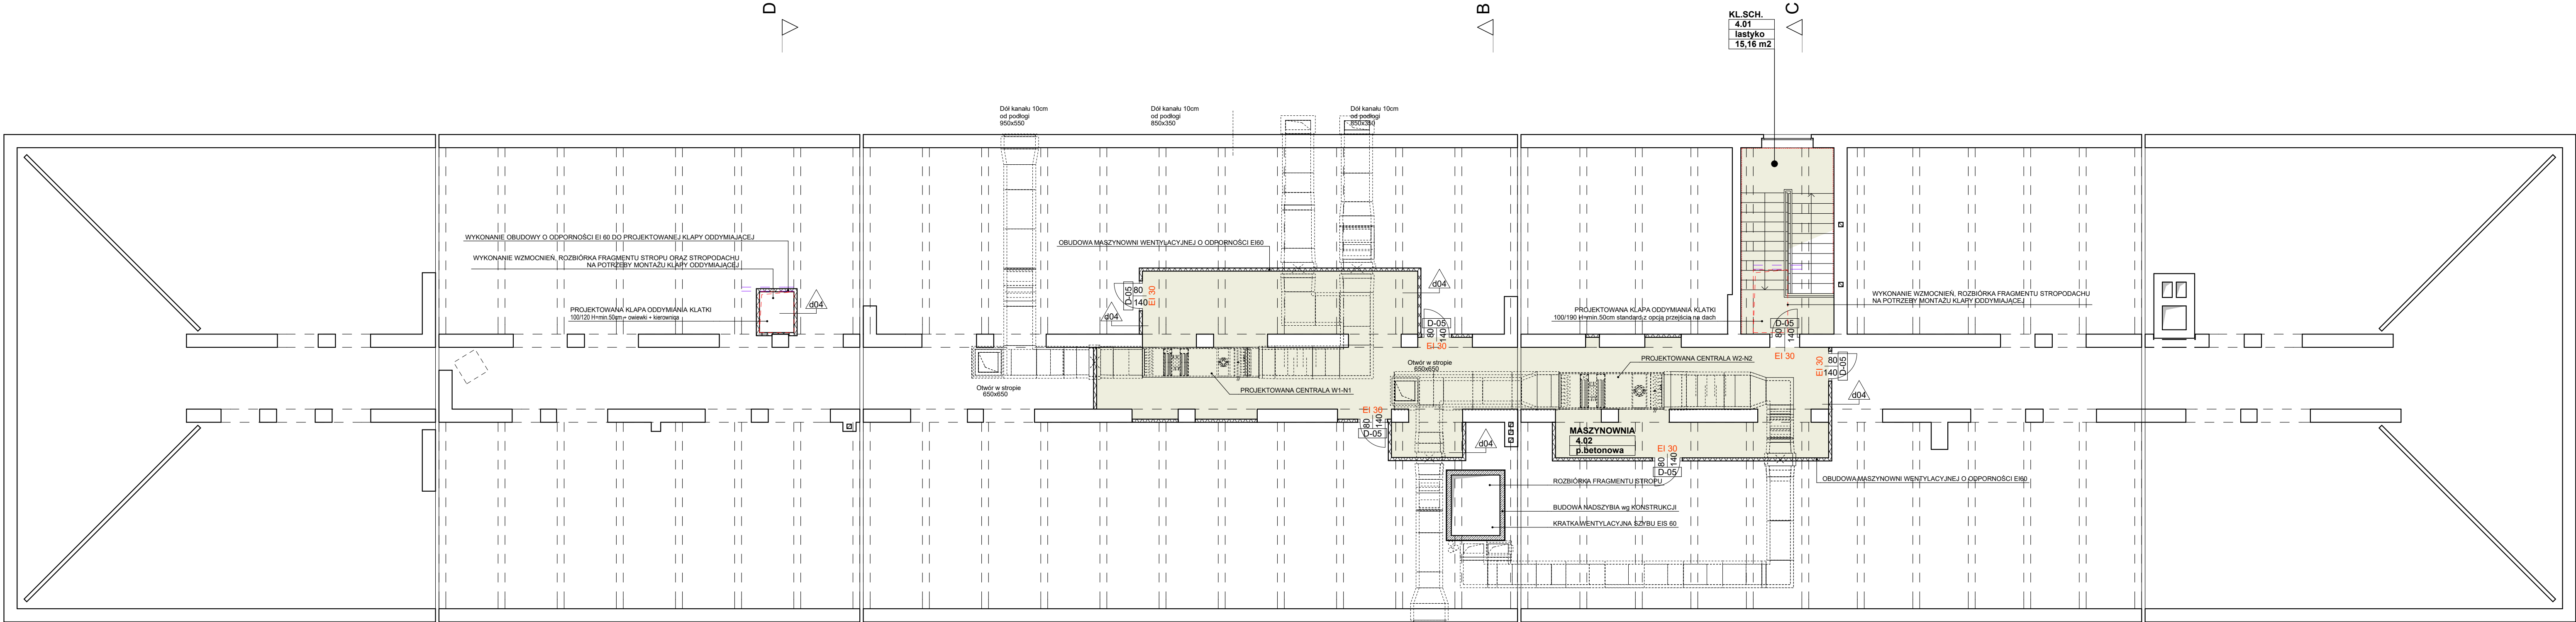 D
B
C
KL.SCH.
4.01
lastyko
15,16 m2
Dół kanału 10cm
od podłogi
950x550
Dół kanału 10cm
od podłogi
850x350
Dół kanału 10cm
od podłogi
850x350
WYKONANIE OBUDOWY O ODPORNOŚCI EI 60 DO PROJEKTOWANEJ KLAPY ODDYMIAJĄCEJ
WYKONANIE WZMOCNIEŃ, ROZBIÓRKA FRAGMENTU STROPU ORAZ STROPODACHU
NA POTRZEBY MONTAŻU KLAPY ODDYMIAJĄCEJ
PROJEKTOWANA KLAPA ODDYMIANIA KLATKI
100/120 H=min.50cm + owiewki + kierownica
d04
OBUDOWA MASZYNOWNI WENTYLACYJNEJ O ODPORNOŚCI EI60
D-05
80
140
EI 30
d04
d04
D-05
80
140
EI 30
PROJEKTOWANA KLAPA ODDYMIANIA KLATKI
100/190 H=min.50cm standard z opcją przejścia na dach
WYKONANIE WZMOCNIEŃ, ROZBIÓRKA FRAGMENTU STROPODACHU
NA POTRZEBY MONTAŻU KLAPY ODDYMIAJĄCEJ
D-05
80
140
EI 30
EI 30
80
140
D-05
d04
Otwór w stropie
650x650
PROJEKTOWANA CENTRALA W1-N1
Otwór w stropie
650x650
PROJEKTOWANA CENTRALA W2-N2
EI 30
80
140
D-05
d04
MASZYNOWNIA
4.02
p.betonowa
EI 30
80
140
D-05
ROZBIÓRKA FRAGMENTU STROPU
OBUDOWA MASZYNOWNI WENTYLACYJNEJ O ODPORNOŚCI EI60
BUDOWA NADSZYBIA wg KONSTRUKCJI
KRATKA WENTYLACYJNA SZYBU EIS 60